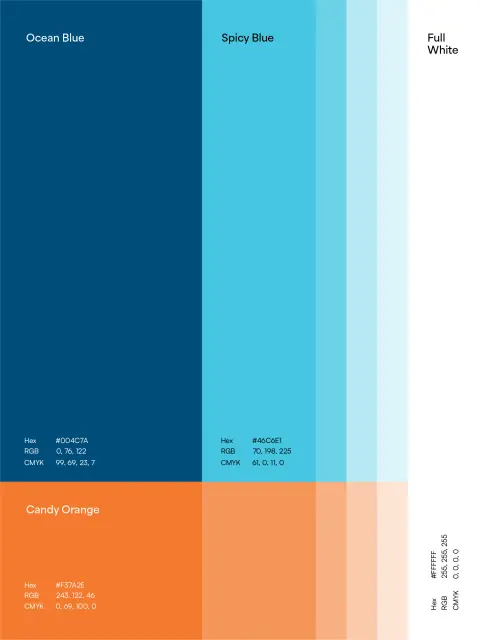 Ocean Blue
Spicy Blue
Full
White
Hex #004C7A
RGB 0, 76, 122
CMYK 99, 69, 23, 7
Hex #46C6E1
RGB 70, 198, 225
CMYK 61, 0, 11, 0
Candy Orange
Hex #F37A2E
RGB 243, 122, 46
CMYK 0, 69, 100, 0
Hex #FFFFFF
RGB 255, 255, 255
CMYK 0, 0, 0, 0